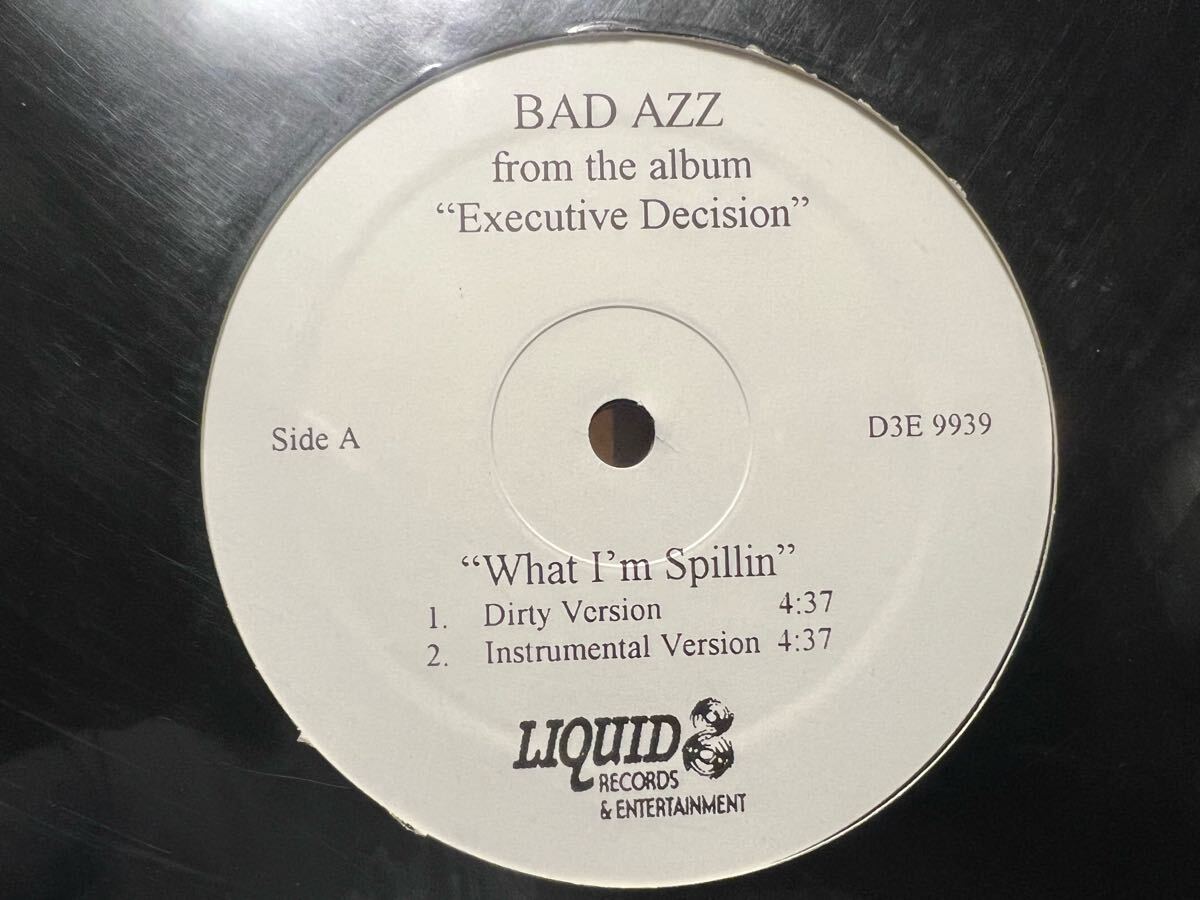 BAD AZZ
from the album
“Executive Decision”
Side A
D3E 9939
“What I’m Spillin”
1. Dirty Version 4:37
2. Instrumental Version 4:37
LIQUID 8
RECORDS
& ENTERTAINMENT